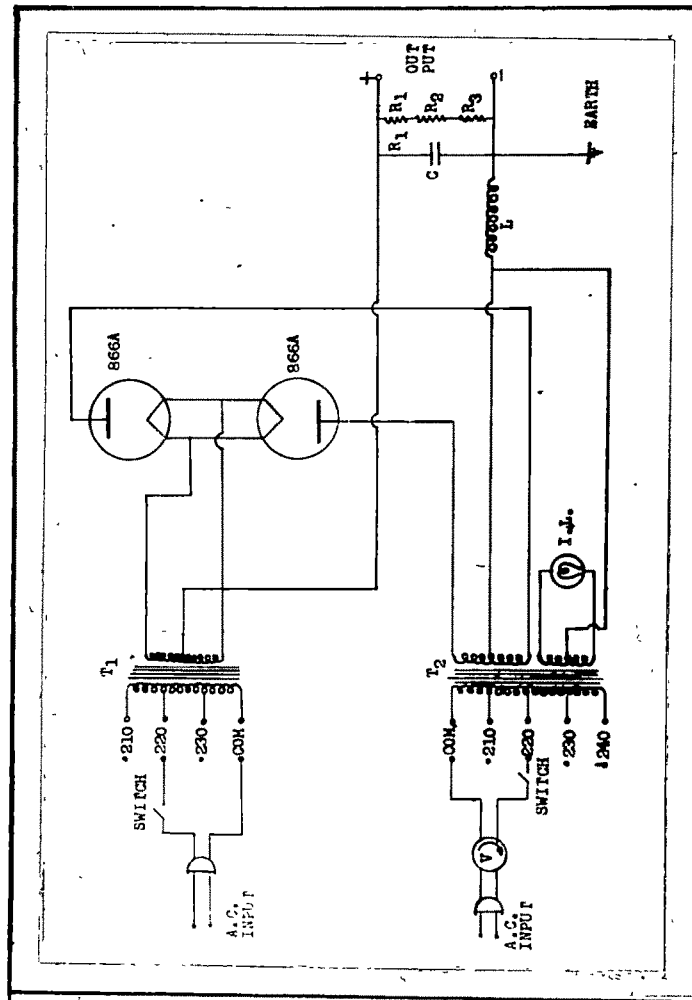 A.C.
INPUT
SWITCH
210
220
230
COM
T1
866A
866A
+
OUT
PUT
-
R1
R2
R3
R1
C
EARTH
L
A.C.
INPUT
V
SWITCH
COM
210
220
230
240
T2
I.L.